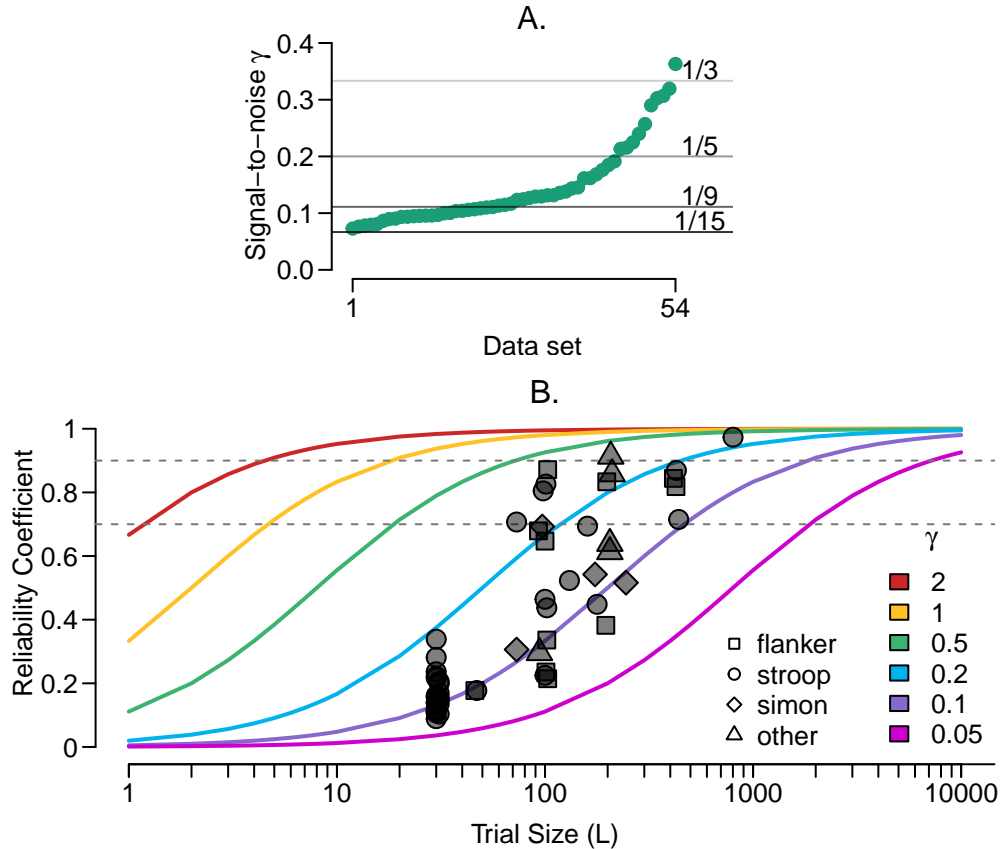 A.
Signal−to−noise γ
0.4
0.3
0.2
0.1
0.0
1/3
1/5
1/9
1/15
1
54
Data set
B.
Reliability Coefficient
1
0.8
0.6
0.4
0.2
0
γ
2
1
0.5
0.2
0.1
0.05
flanker
stroop
simon
other
1
10
100
1000
10000
Trial Size (L)